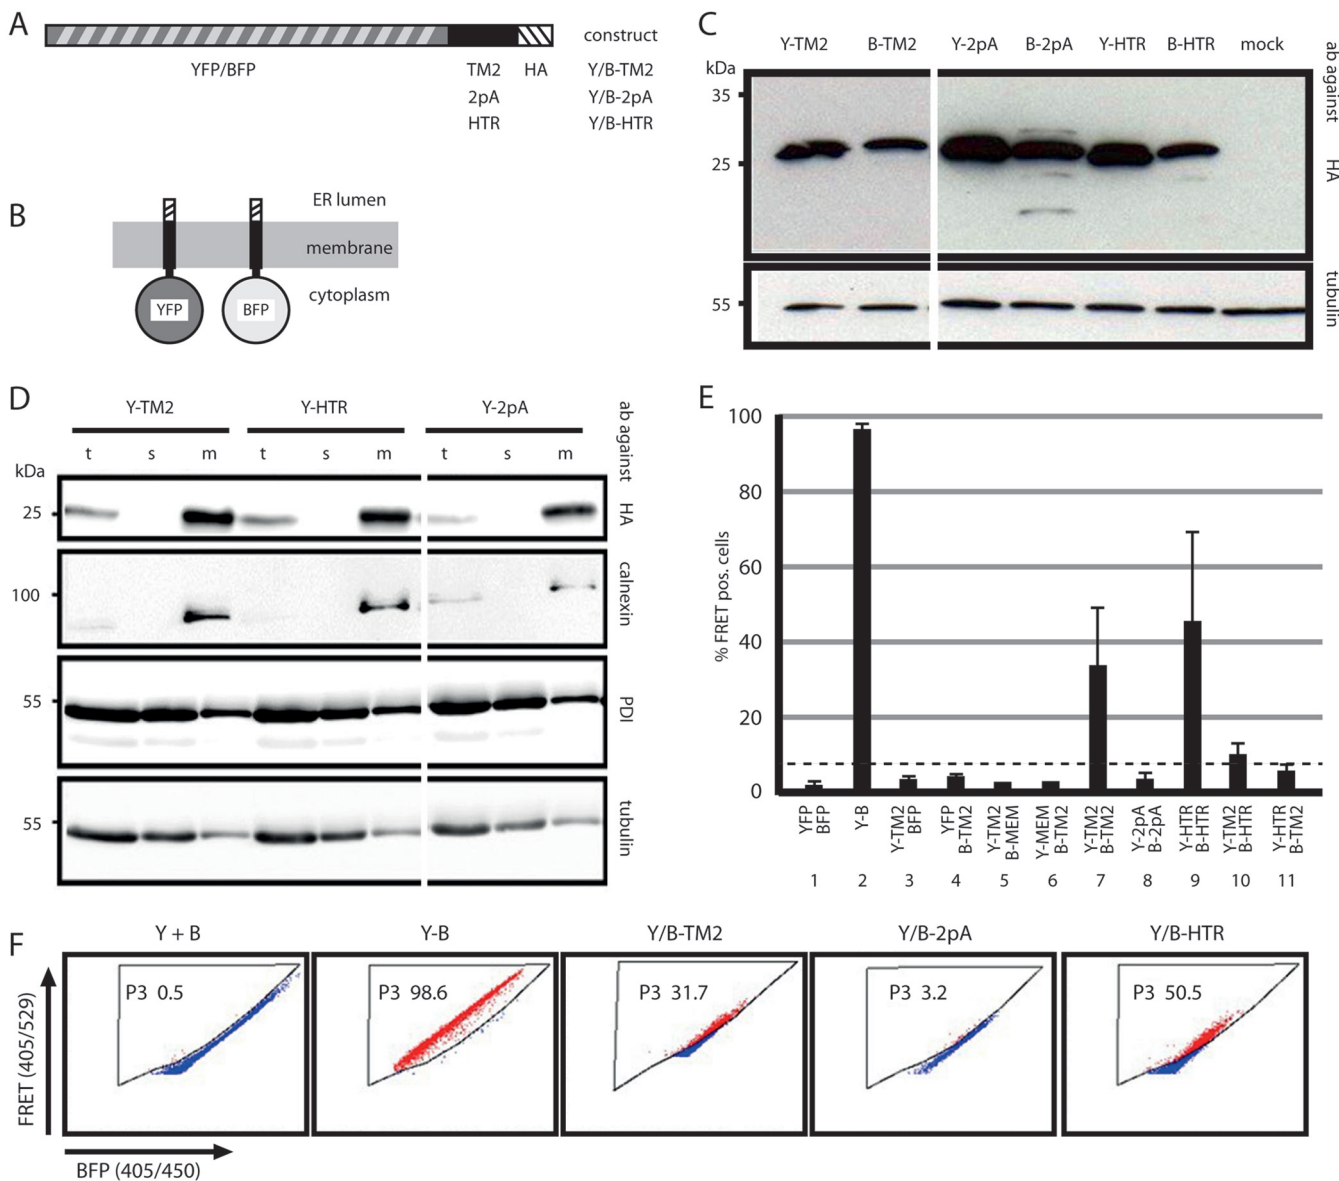 A
construct
YFP/BFP TM2 HA Y/B-TM2
2pA Y/B-2pA
HTR Y/B-HTR
B
ER lumen
membrane
cytoplasm
YFP BFP
C
Y-TM2 B-TM2 Y-2pA B-2pA Y-HTR B-HTR mock
kDa
35
25
55
ab against
HA
tubulin
D
Y-TM2 Y-HTR Y-2pA
t s m t s m t s m
kDa
25
100
55
55
ab against
HA
calnexin
PDI
tubulin
E
% FRET pos. cells
100
80
60
40
20
0
YFP
BFP
Y-B
Y-TM2
BFP
YFP
B-TM2
Y-TM2
B-MEM
Y-MEM
B-TM2
Y-TM2
B-TM2
Y-2pA
B-2pA
Y-HTR
B-HTR
Y-TM2
B-HTR
Y-HTR
B-TM2
1 2 3 4 5 6 7 8 9 10 11
F
Y + B Y-B Y/B-TM2 Y/B-2pA Y/B-HTR
P3 0.5 P3 98.6 P3 31.7 P3 3.2 P3 50.5
FRET (405/529)
BFP (405/450)